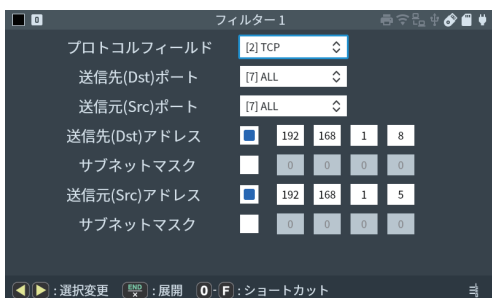 0 フィルター 1
プロトコルフィールド [2] TCP
送信先(Dst)ポート [7] ALL
送信元(Src)ポート [7] ALL
送信先(Dst)アドレス 192 168 1 8
サブネットマスク 0 0 0 0
送信元(Src)アドレス 192 168 1 5
サブネットマスク 0 0 0 0
:選択変更 END × :展開 0-F:ショートカット